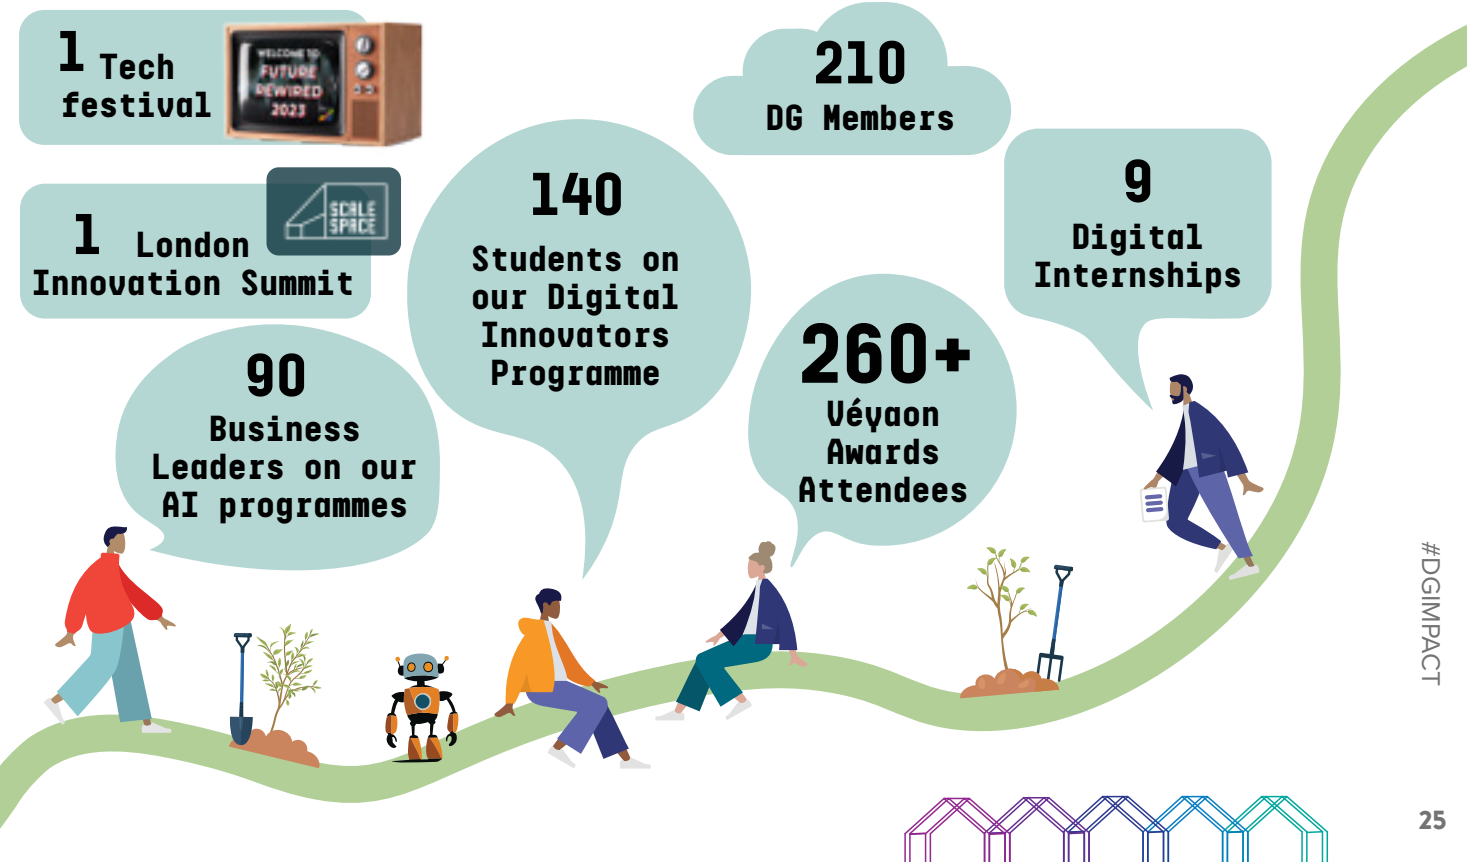 1 Tech
festival
WELCOME TO
FUTURE
REWIRED
2023
1 London
Innovation Summit
SCALE
SPACE
90
Business
Leaders on our
AI programmes
140
Students on
our Digital
Innovators
Programme
210
DG Members
260+
Véyaon
Awards
Attendees
9
Digital
Internships
#DGIMPACT
25